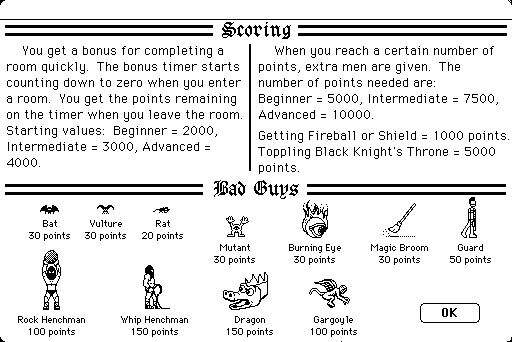 Scoring
You get a bonus for completing a
room quickly. The bonus timer starts
counting down to zero when you enter
a room. You get the points remaining
on the timer when you leave the room.
Starting values: Beginner = 2000,
Intermediate = 3000, Advanced =
4000.
When you reach a certain number of
points, extra men are given. The
number of points needed are:
Beginner = 5000, Intermediate = 7500,
Advanced = 10000.
Getting Fireball or Shield = 1000 points.
Toppling Black Knight's Throne = 5000
points.
Bad Guys
Bat
30 points
Vulture
30 points
Rat
20 points
Mutant
30 points
Burning Eye
30 points
Magic Broom
30 points
Guard
50 points
Rock Henchman
100 points
Whip Henchman
150 points
Dragon
150 points
Gargoyle
100 points
OK